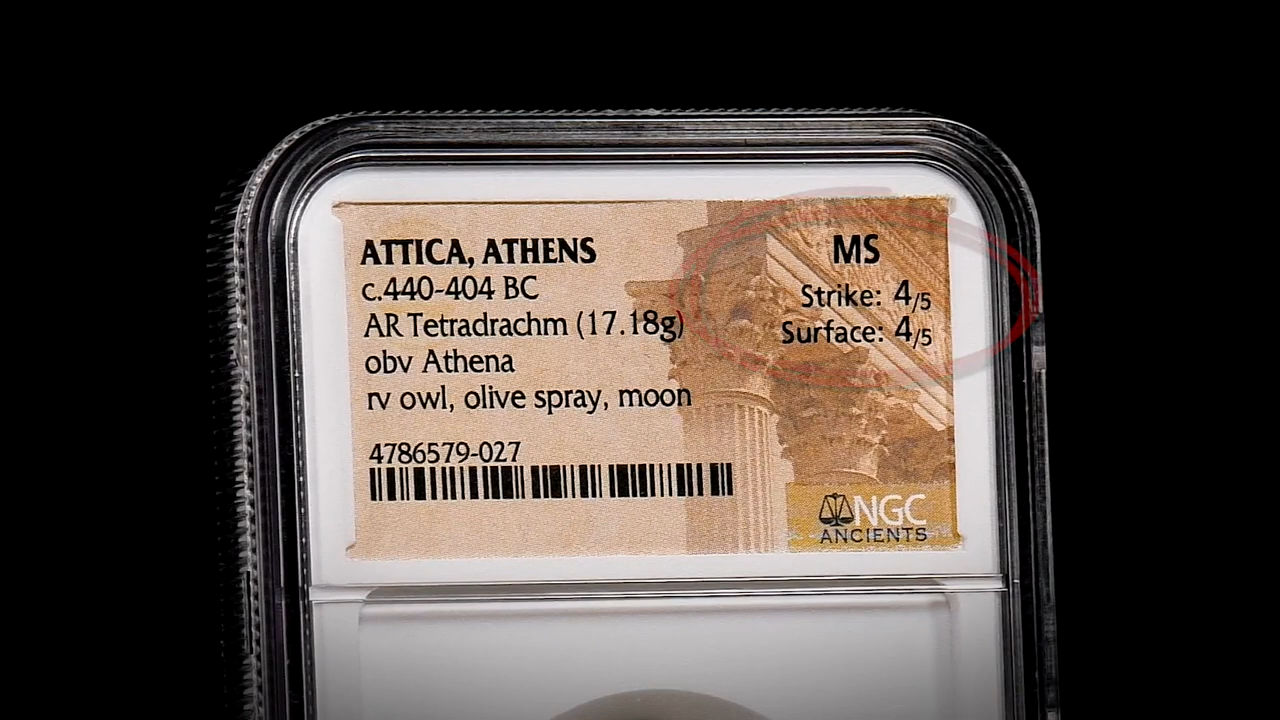 ATTICA, ATHENS
c.440-404 BC
AR Tetradrachm (17.18g)
obv Athena
rv owl, olive spray, moon
4786579-027
MS
Strike: 4/5
Surface: 4/5
NGC
ANCIENTS